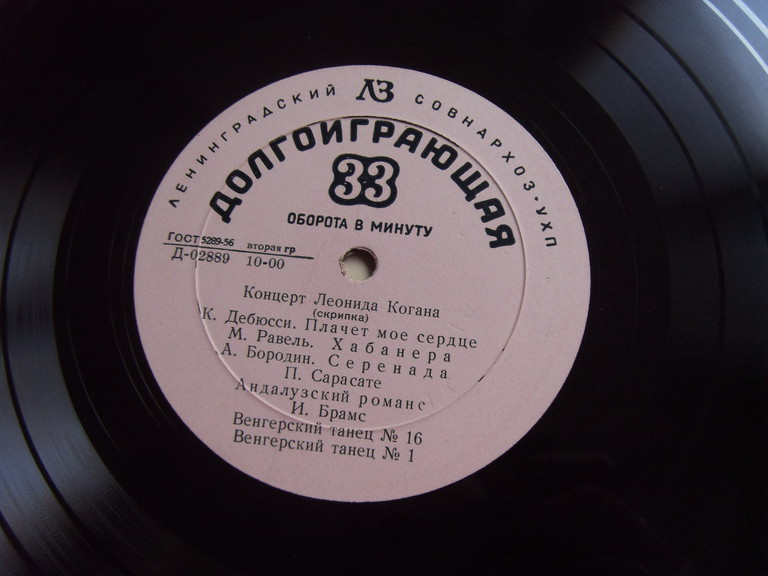 ЛЕНИНГРАДСКИЙ ЛЗ СОВНАРХОЗ·УХП
ДОЛГОИГРАЮЩАЯ
33
ОБОРОТА В МИНУТУ
ГОСТ 5289-56 вторая гр
Д-02889 10-00
Концерт Леонида Когана
(скрипка)
К. Дебюсси. Плачет мое сердце
М. Равель. Хабанера
А. Бородин. Серенада
П. Сарасате
Андалузский романс
И. Брамс
Венгерский танец № 16
Венгерский танец № 1